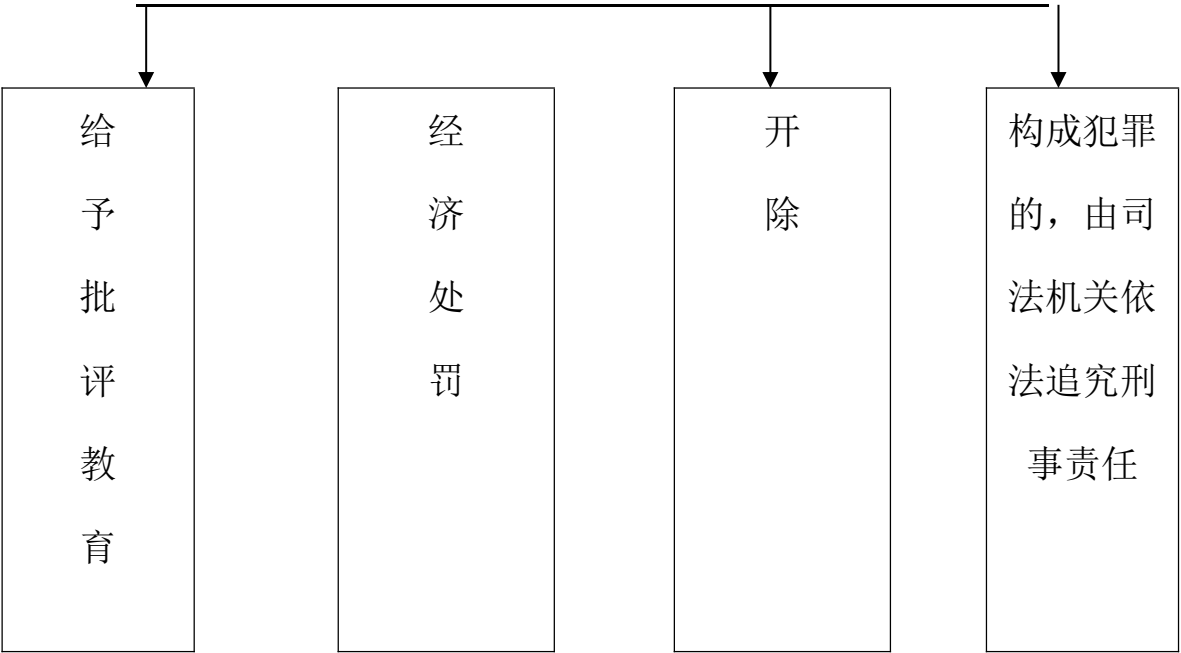 给予批评教育
经济处罚
开除
构成犯罪
的，由司
法机关依
法追究刑
事责任